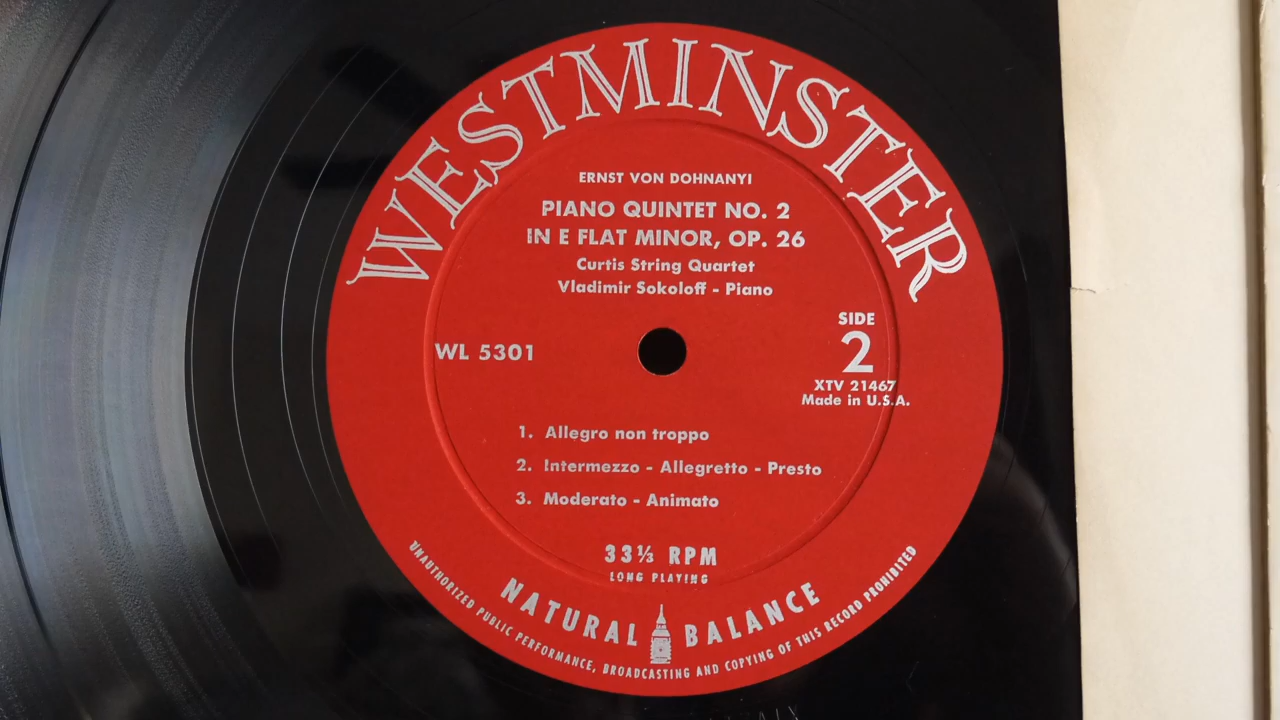 WESTMINSTER
ERNST VON DOHNANYI
PIANO QUINTET NO. 2
IN E FLAT MINOR, OP. 26
Curtis String Quartet
Vladimir Sokoloff - Piano
WL 5301
SIDE
2
XTV 21467
Made in U.S.A.
1. Allegro non troppo
2. Intermezzo - Allegretto - Presto
3. Moderato - Animato
33⅓ RPM
LONG PLAYING
NATURAL BALANCE
UNAUTHORIZED PUBLIC PERFORMANCE, BROADCASTING AND COPYING OF THIS RECORD PROHIBITED